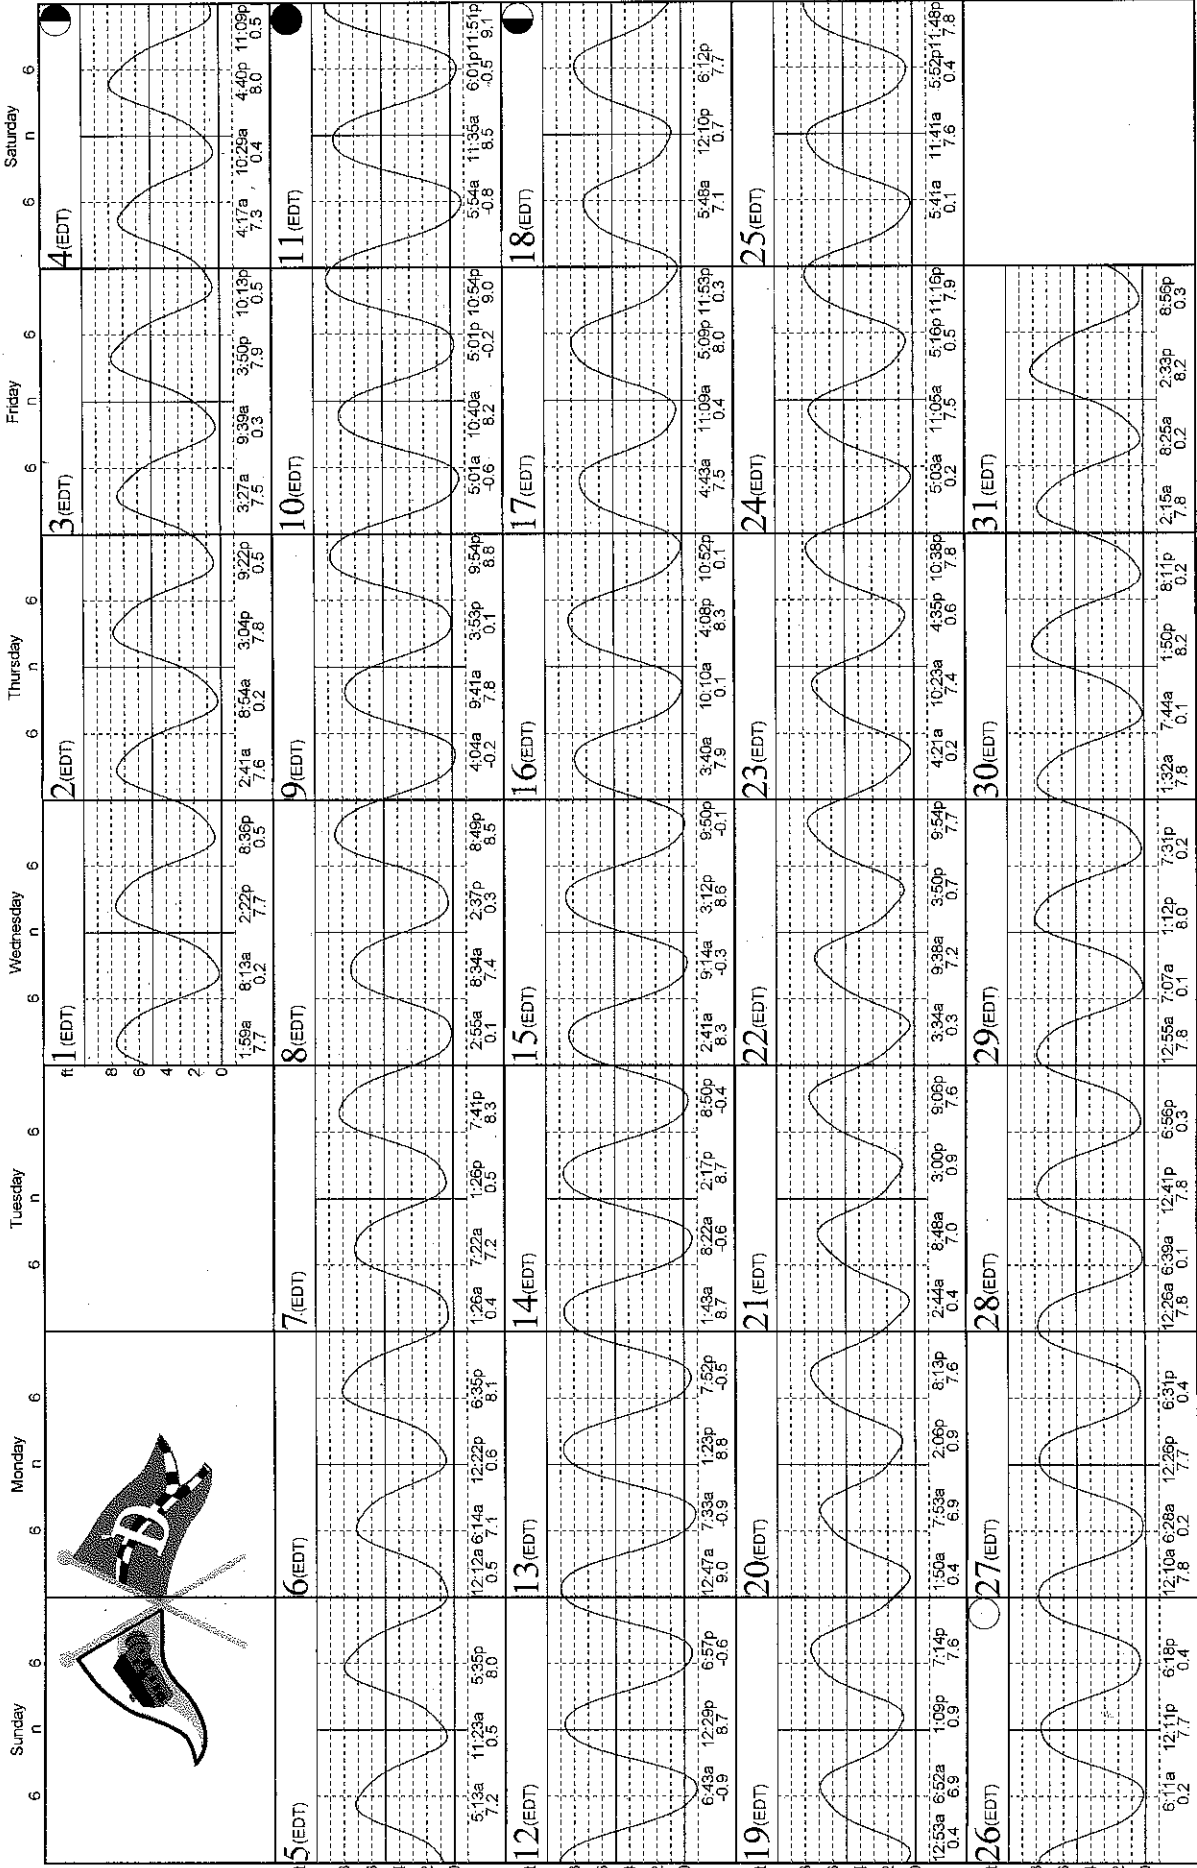 Sunday Monday Tuesday Wednesday Thursday Friday Saturday
6 n 6 6 n 6 6 n 6 6 n 6 6 n 6 6 n 6 6 n 6
D
ft 1(EDT) 2(EDT) 3(EDT) 4(EDT)
8
6
4
2
0
1:59a 8:13a 2:22p 8:36p 2:41a 8:54a 3:04p 9:22p 3:27a 9:39a 3:50p 10:13p 4:17a 10:29a 4:40p 11:09p
7.7 0.2 7.7 0.5 7.6 0.2 7.8 0.5 7.5 0.3 7.9 0.5 7.3 0.4 8.0 0.5
5(EDT) 6(EDT) 7(EDT) 8(EDT) 9(EDT) 10(EDT) 11(EDT)
5:13a 11:23a 5:35p 12:12a 6:14a 12:22p 6:35p 1:26a 7:22a 1:26p 7:41p 2:55a 8:34a 2:37p 8:49p 4:04a 9:41a 3:53p 9:54p 5:01a 10:40a 5:01p 10:54p 5:54a 11:35a 6:01p 11:51p
7.2 0.5 8.0 0.5 7.1 0.6 8.1 0.4 7.2 0.5 8.3 0.1 7.4 0.3 8.5 -0.2 7.8 0.1 8.8 -0.6 8.2 -0.2 9.0 -0.8 8.5 -0.5 9.1
12(EDT) 13(EDT) 14(EDT) 15(EDT) 16(EDT) 17(EDT) 18(EDT)
6:43a 12:29p 6:57p 12:47a 7:33a 1:23p 7:52p 1:43a 8:22a 2:17p 8:50p 2:41a 9:14a 3:12p 9:50p 3:40a 10:10a 4:08p 10:52p 4:43a 11:09a 5:09p 11:53p 5:48a 12:10p 6:12p
-0.9 8.7 -0.6 9.0 -0.9 8.8 -0.5 8.7 -0.6 8.7 -0.4 8.3 -0.3 8.6 -0.1 7.9 0.1 8.3 0.1 7.5 0.4 8.0 0.3 7.1 0.7 7.7
19(EDT) 20(EDT) 21(EDT) 22(EDT) 23(EDT) 24(EDT) 25(EDT)
12:53a 6:52a 1:09p 7:14p 1:50a 7:53a 2:06p 8:13p 2:44a 8:48a 3:00p 9:06p 3:34a 9:38a 3:50p 9:54p 4:21a 10:23a 4:35p 10:38p 5:03a 11:05a 5:16p 11:16p 5:41a 11:41a 5:52p 11:48p
0.4 6.9 0.9 7.6 0.4 6.9 0.9 7.6 0.4 7.0 0.9 7.6 0.3 7.2 0.7 7.7 0.2 7.4 0.6 7.8 0.2 7.5 0.5 7.9 0.1 7.6 0.4 7.8
26(EDT) 27(EDT) 28(EDT) 29(EDT) 30(EDT) 31(EDT)
6:11a 12:11p 6:18p 12:10a 6:28a 12:26p 6:31p 12:26a 6:39a 12:41p 6:56p 12:55a 7:07a 1:12p 7:31p 1:32a 7:44a 1:50p 8:11p 2:15a 8:25a 2:33p 8:56p
0.2 7.7 0.4 7.8 0.2 7.7 0.4 7.8 0.1 7.8 0.3 7.8 0.1 8.0 0.2 7.8 0.1 8.2 0.2 7.8 0.2 8.2 0.3